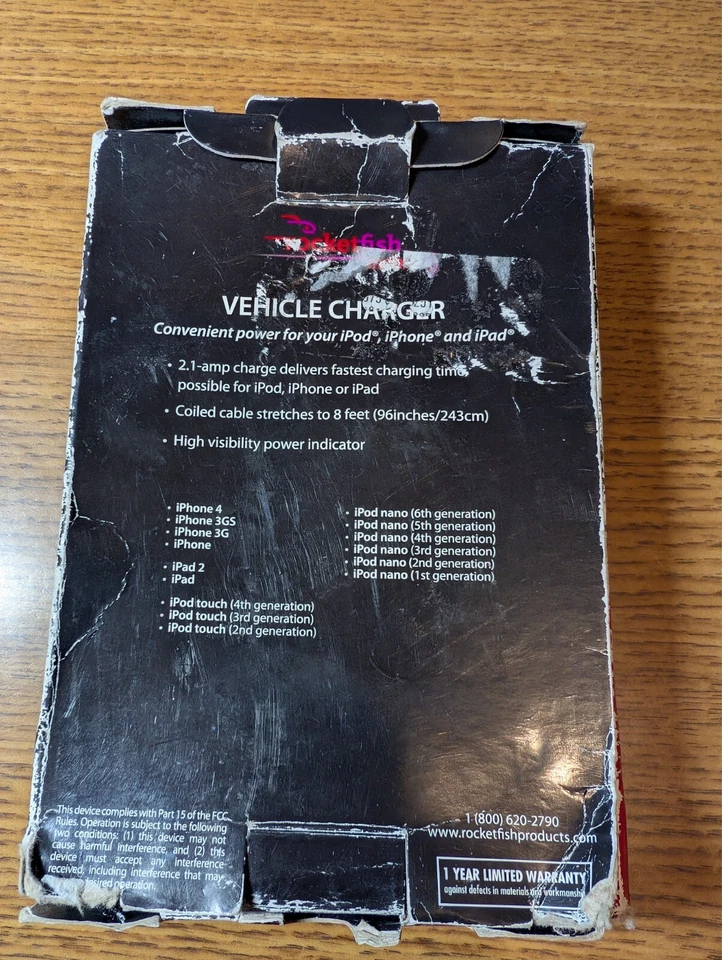 rocketfish
VEHICLE CHARGER
Convenient power for your iPod®, iPhone® and iPad®
• 2.1-amp charge delivers fastest charging time
possible for iPod, iPhone or iPad
• Coiled cable stretches to 8 feet (96inches/243cm)
• High visibility power indicator
• iPhone 4
• iPhone 3GS
• iPhone 3G
• iPhone
• iPad 2
• iPad
• iPod touch (4th generation)
• iPod touch (3rd generation)
• iPod touch (2nd generation)
• iPod nano (6th generation)
• iPod nano (5th generation)
• iPod nano (4th generation)
• iPod nano (3rd generation)
• iPod nano (2nd generation)
• iPod nano (1st generation)
This device complies with Part 15 of the FCC
Rules. Operation is subject to the following
two conditions: (1) this device may not
cause harmful interference, and (2) this
device must accept any interference
received, including interference that may
operation.
1 (800) 620-2790
www.rocketfishproducts.com
1 YEAR LIMITED WARRANTY
against defects in materials and workmanship